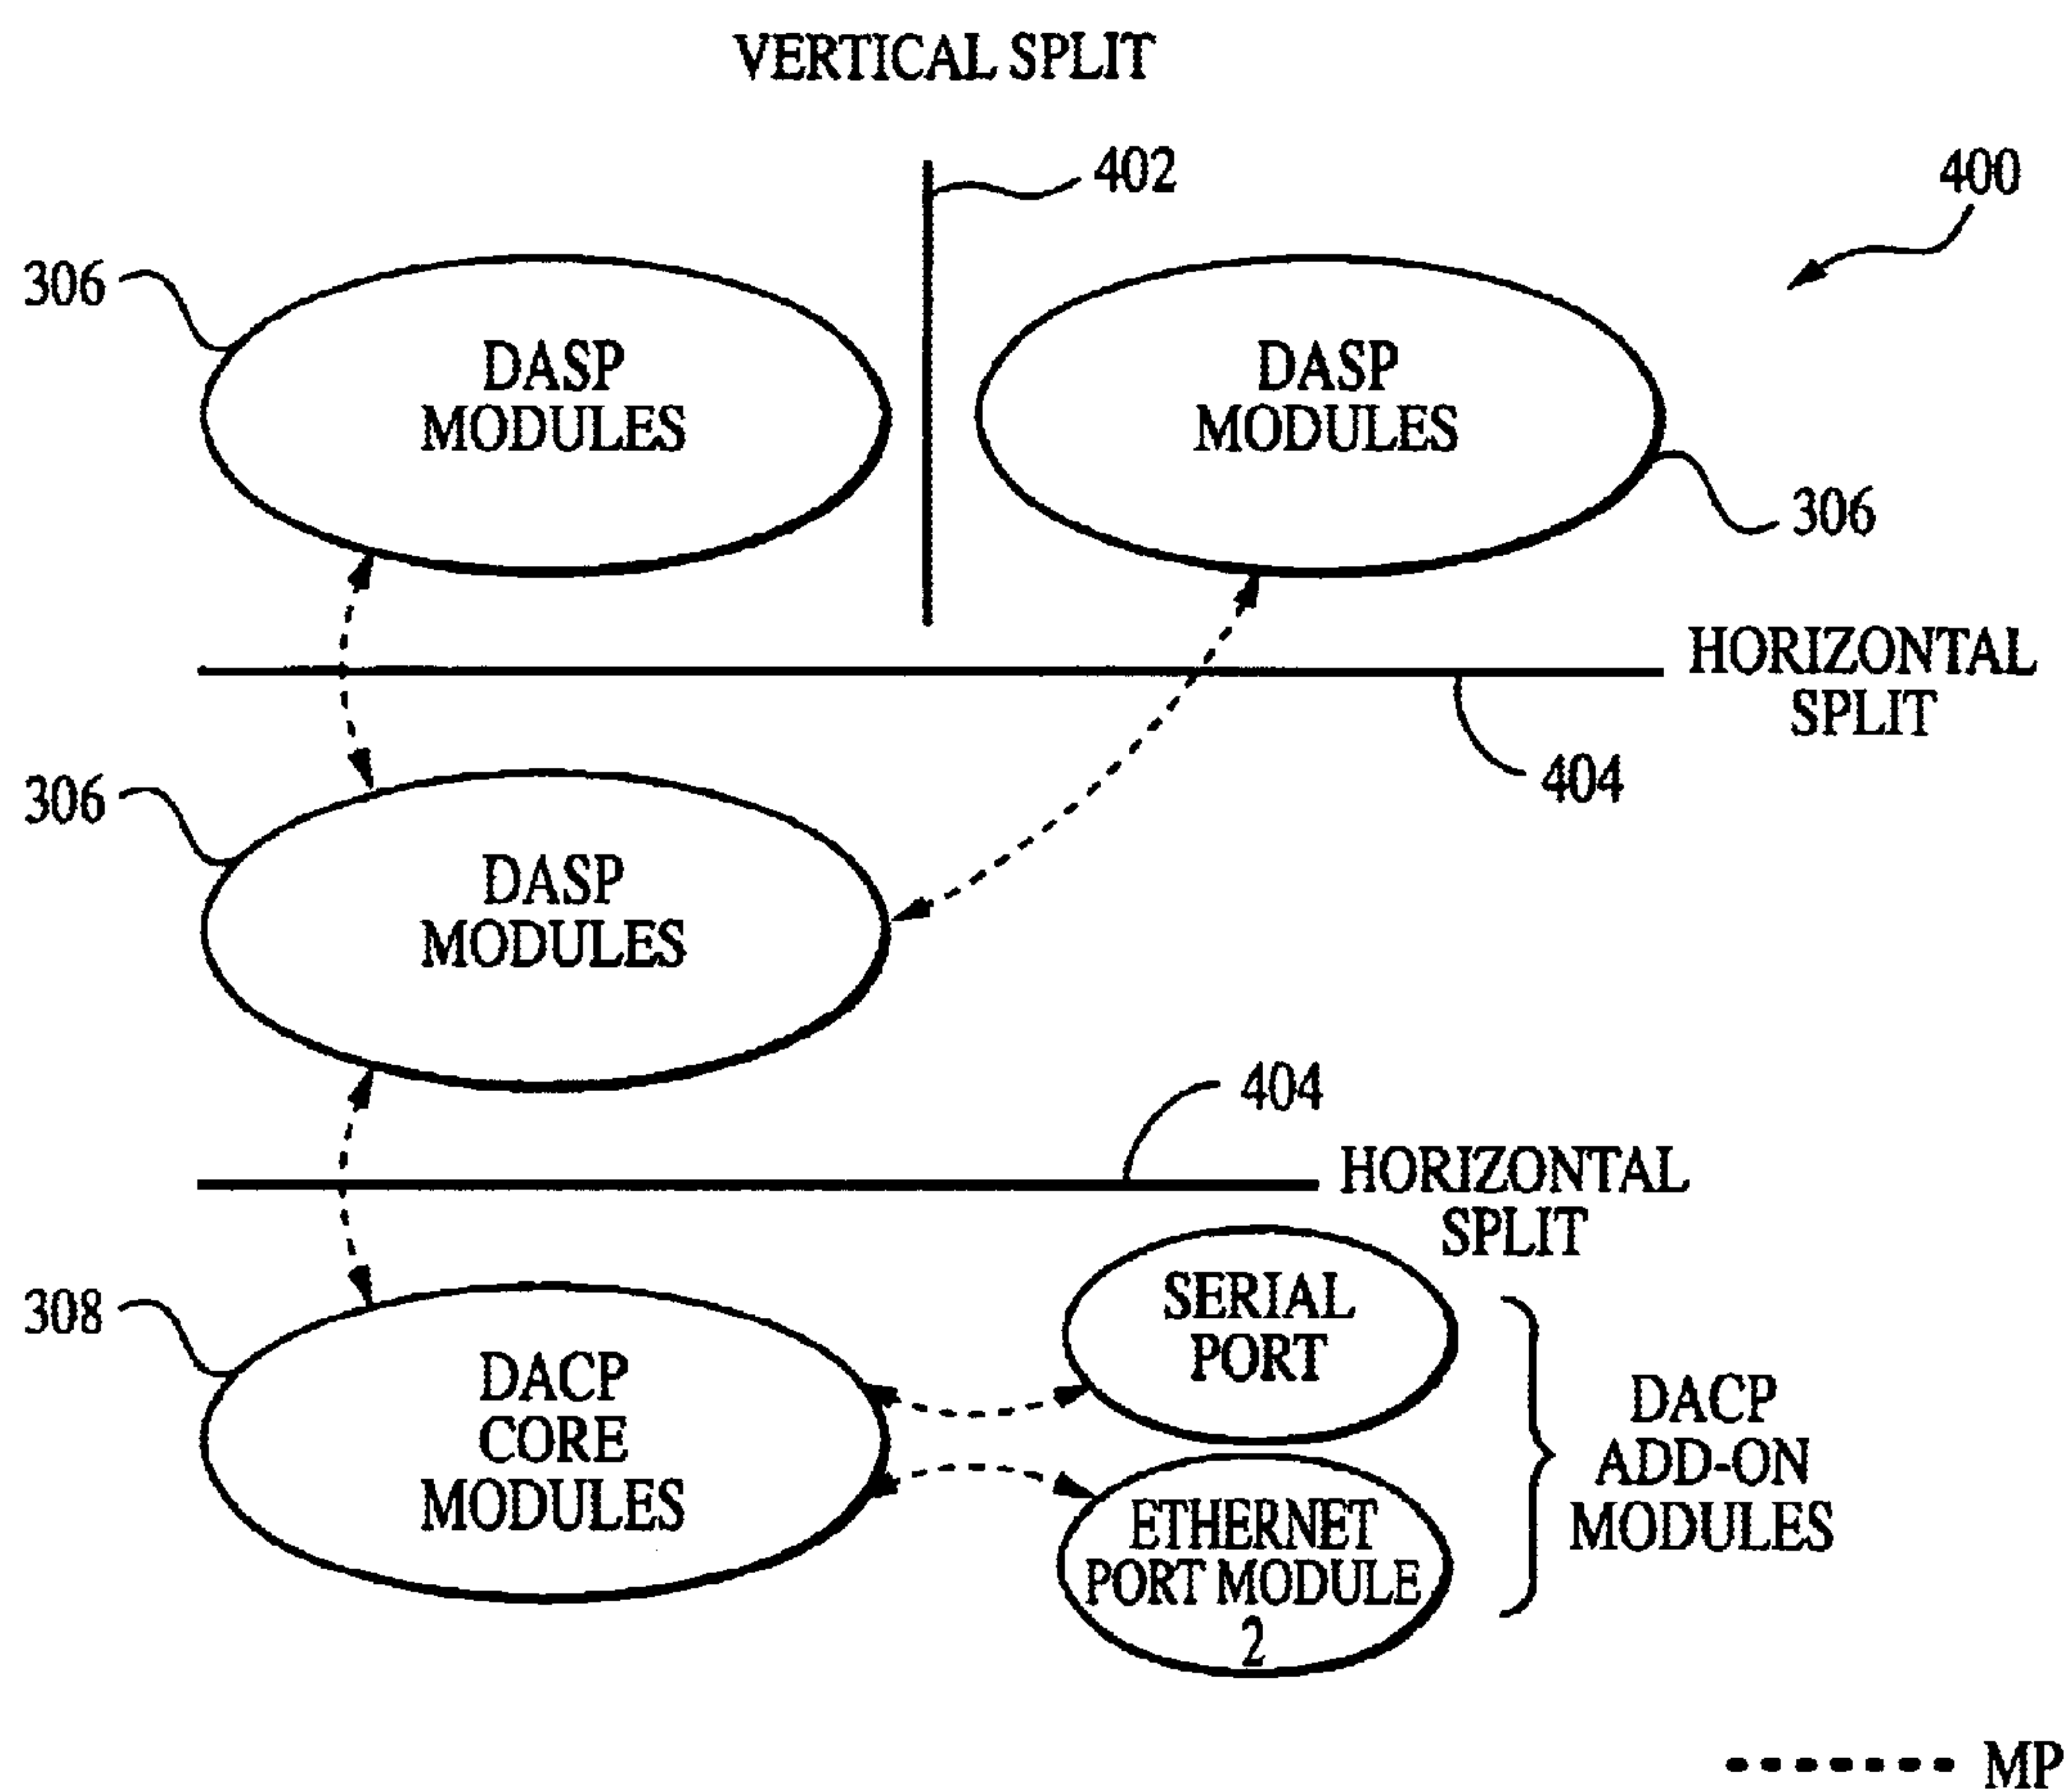 VERTICAL SPLIT
402
400
306
DASP
MODULES
DASP
MODULES
306
HORIZONTAL
SPLIT
404
306
DASP
MODULES
404
HORIZONTAL
SPLIT
308
DACP
CORE
MODULES
SERIAL
PORT
ETHERNET
PORT MODULE
2
DACP
ADD-ON
MODULES
MP